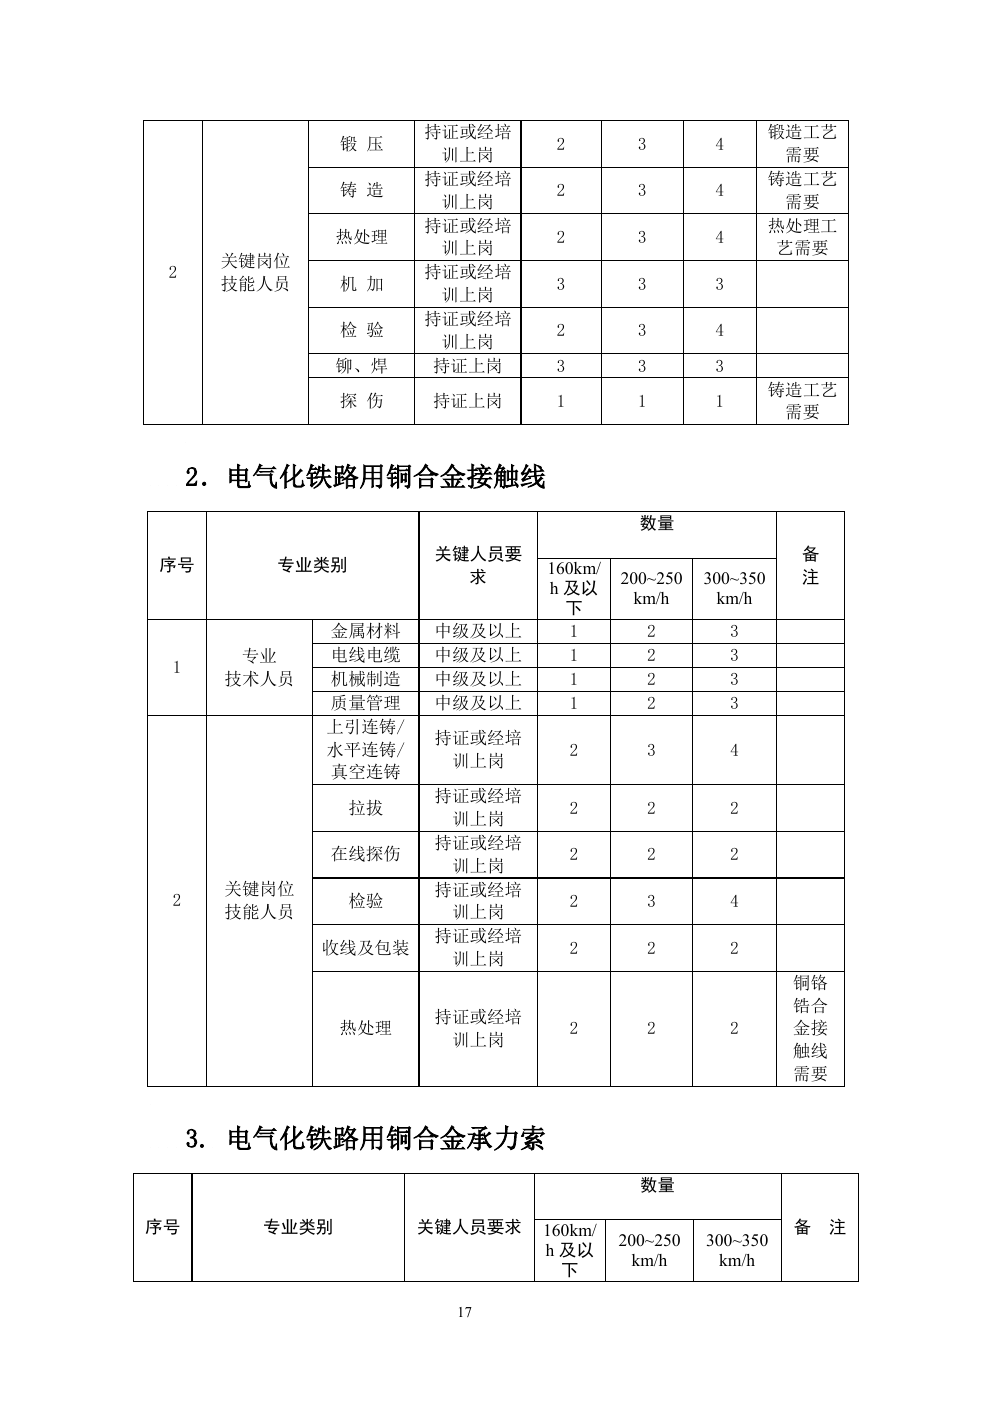 2
关键岗位
技能人员
锻 压
持证或经培
训上岗
2
3
4
锻造工艺
需要
铸 造
持证或经培
训上岗
2
3
4
铸造工艺
需要
热处理
持证或经培
训上岗
2
3
4
热处理工
艺需要
机 加
持证或经培
训上岗
3
3
3
检 验
持证或经培
训上岗
2
3
4
铆、焊
持证上岗
3
3
3
探 伤
持证上岗
1
1
1
铸造工艺
需要
2. 电气化铁路用铜合金接触线
序号
专业类别
关键人员要
求
数量
备
注
160km/
h 及以
下
200~250
km/h
300~350
km/h
1
专业
技术人员
金属材料
中级及以上
1
2
3
电线电缆
中级及以上
1
2
3
机械制造
中级及以上
1
2
3
质量管理
中级及以上
1
2
3
2
关键岗位
技能人员
上引连铸/
水平连铸/
真空连铸
持证或经培
训上岗
2
3
4
拉拔
持证或经培
训上岗
2
2
2
在线探伤
持证或经培
训上岗
2
2
2
检验
持证或经培
训上岗
2
3
4
收线及包装
持证或经培
训上岗
2
2
2
热处理
持证或经培
训上岗
2
2
2
铜铬
锆合
金接
触线
需要
3. 电气化铁路用铜合金承力索
序号
专业类别
关键人员要求
数量
备 注
160km/
h 及以
下
200~250
km/h
300~350
km/h
17